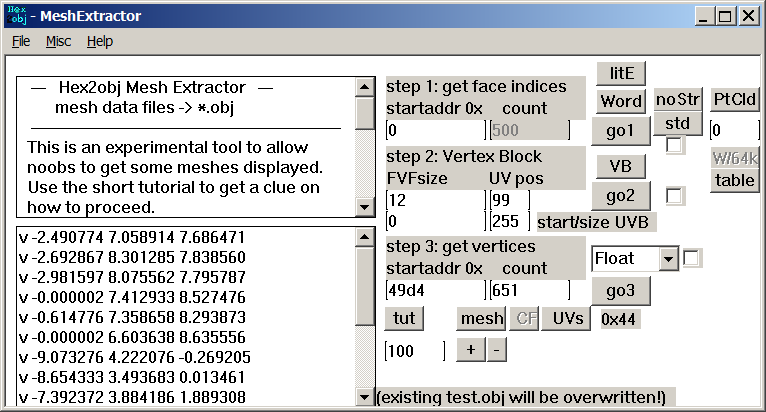 Hex
obj - MeshExtractor
File Misc Help
— Hex2obj Mesh Extractor —
mesh data files -> *.obj
This is an experimental tool to allow
noobs to get some meshes displayed.
Use the short tutorial to get a clue on
how to proceed.
v -2.490774 7.058914 7.686471
v -2.692867 8.301285 7.838560
v -2.981597 8.075562 7.795787
v -0.000002 7.412933 8.527476
v -0.614776 7.358658 8.293873
v -0.000002 6.603638 8.635556
v -9.073276 4.222076 -0.269205
v -8.654333 3.493683 0.013461
v -7.392372 3.884186 1.889308
step 1: get face indices
startaddr 0x count
0 500
litE
Word
go1
noStr
std
PtCld
0
W/64k
table
step 2: Vertex Block
FVFsize UV pos
12 99
0 255 start/size UVB
VB
go2
step 3: get vertices
startaddr 0x count
49d4 651
Float
go3
tut mesh CF UVs 0x44
100 + -
(existing test.obj will be overwritten!)